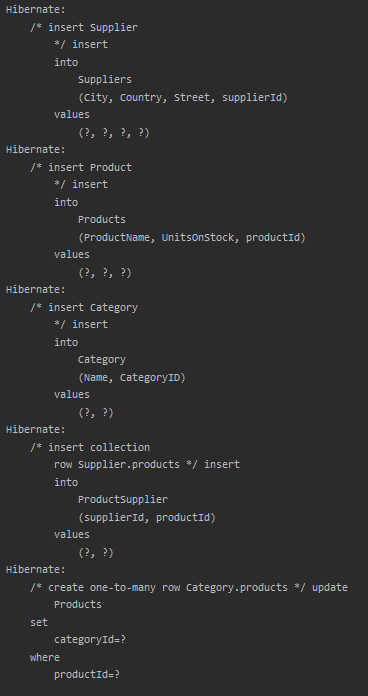 Hibernate:
    /* insert Supplier
        */ insert
        into
            Suppliers
            (City, Country, Street, supplierId)
        values
            (?, ?, ?, ?)
Hibernate:
    /* insert Product
        */ insert
        into
            Products
            (ProductName, UnitsOnStock, productId)
        values
            (?, ?, ?)
Hibernate:
    /* insert Category
        */ insert
        into
            Category
            (Name, CategoryID)
        values
            (?, ?)
Hibernate:
    /* insert collection
        row Supplier.products */ insert
        into
            ProductSupplier
            (supplierId, productId)
        values
            (?, ?)
Hibernate:
    /* create one-to-many row Category.products */ update
        Products
    set
        categoryId=?
    where
        productId=?